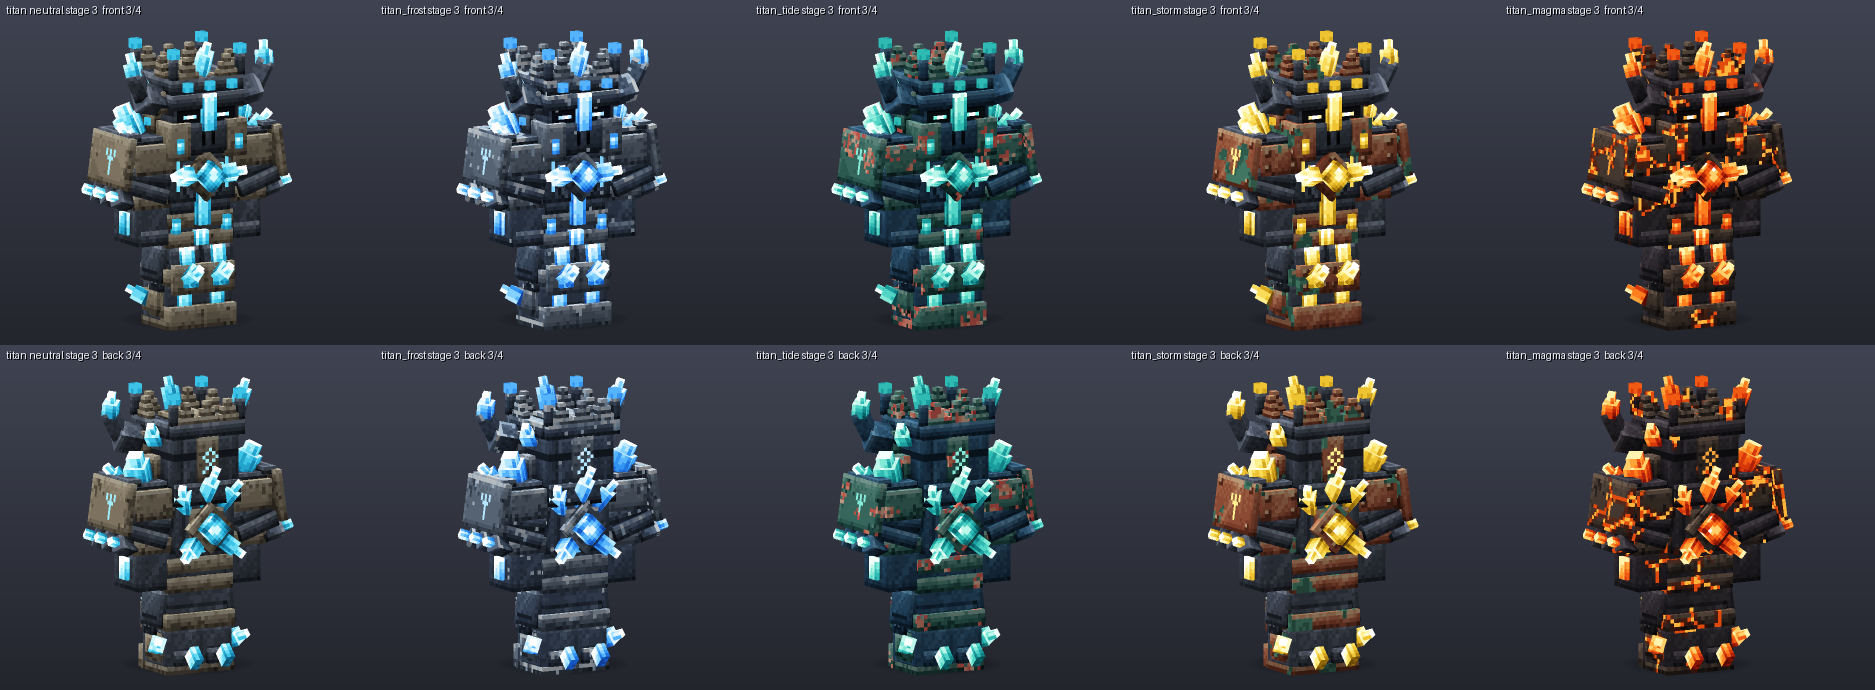 titan neutral stage 3 front 3/4
titan_frost stage 3 front 3/4
titan_tide stage 3 front 3/4
titan_storm stage 3 front 3/4
titan_magma stage 3 front 3/4
titan neutral stage 3 back 3/4
titan_frost stage 3 back 3/4
titan_tide stage 3 back 3/4
titan_storm stage 3 back 3/4
titan_magma stage 3 back 3/4